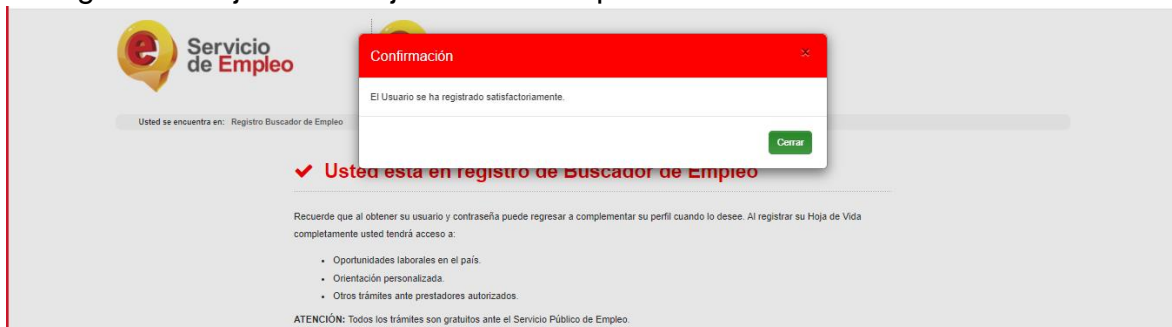 Servicio
de Empleo
Confirmación
×
El Usuario se ha registrado satisfactoriamente.
Cerrar
Usted se encuentra en: Registro Buscador de Empleo
Usted está en registro de Buscador de Empleo
Recuerde que al obtener su usuario y contraseña puede regresar a complementar su perfil cuando lo desee. Al registrar su Hoja de Vida
completamente usted tendrá acceso a:
• Oportunidades laborales en el país.
• Orientación personalizada.
• Otros trámites ante prestadores autorizados.
ATENCIÓN: Todos los trámites son gratuitos ante el Servicio Público de Empleo.